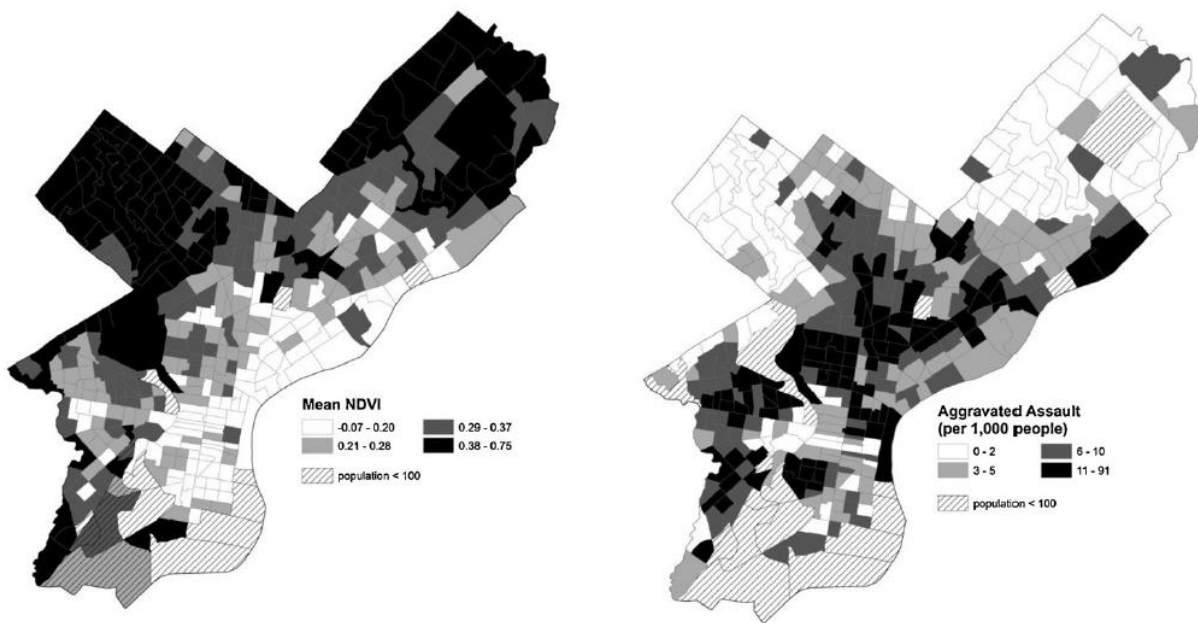 Mean NDVI
-0.07 - 0.20
0.29 - 0.37
0.21 - 0.28
0.38 - 0.75
population < 100
Aggravated Assault
(per 1,000 people)
0 - 2
6 - 10
3 - 5
11 - 91
population < 100